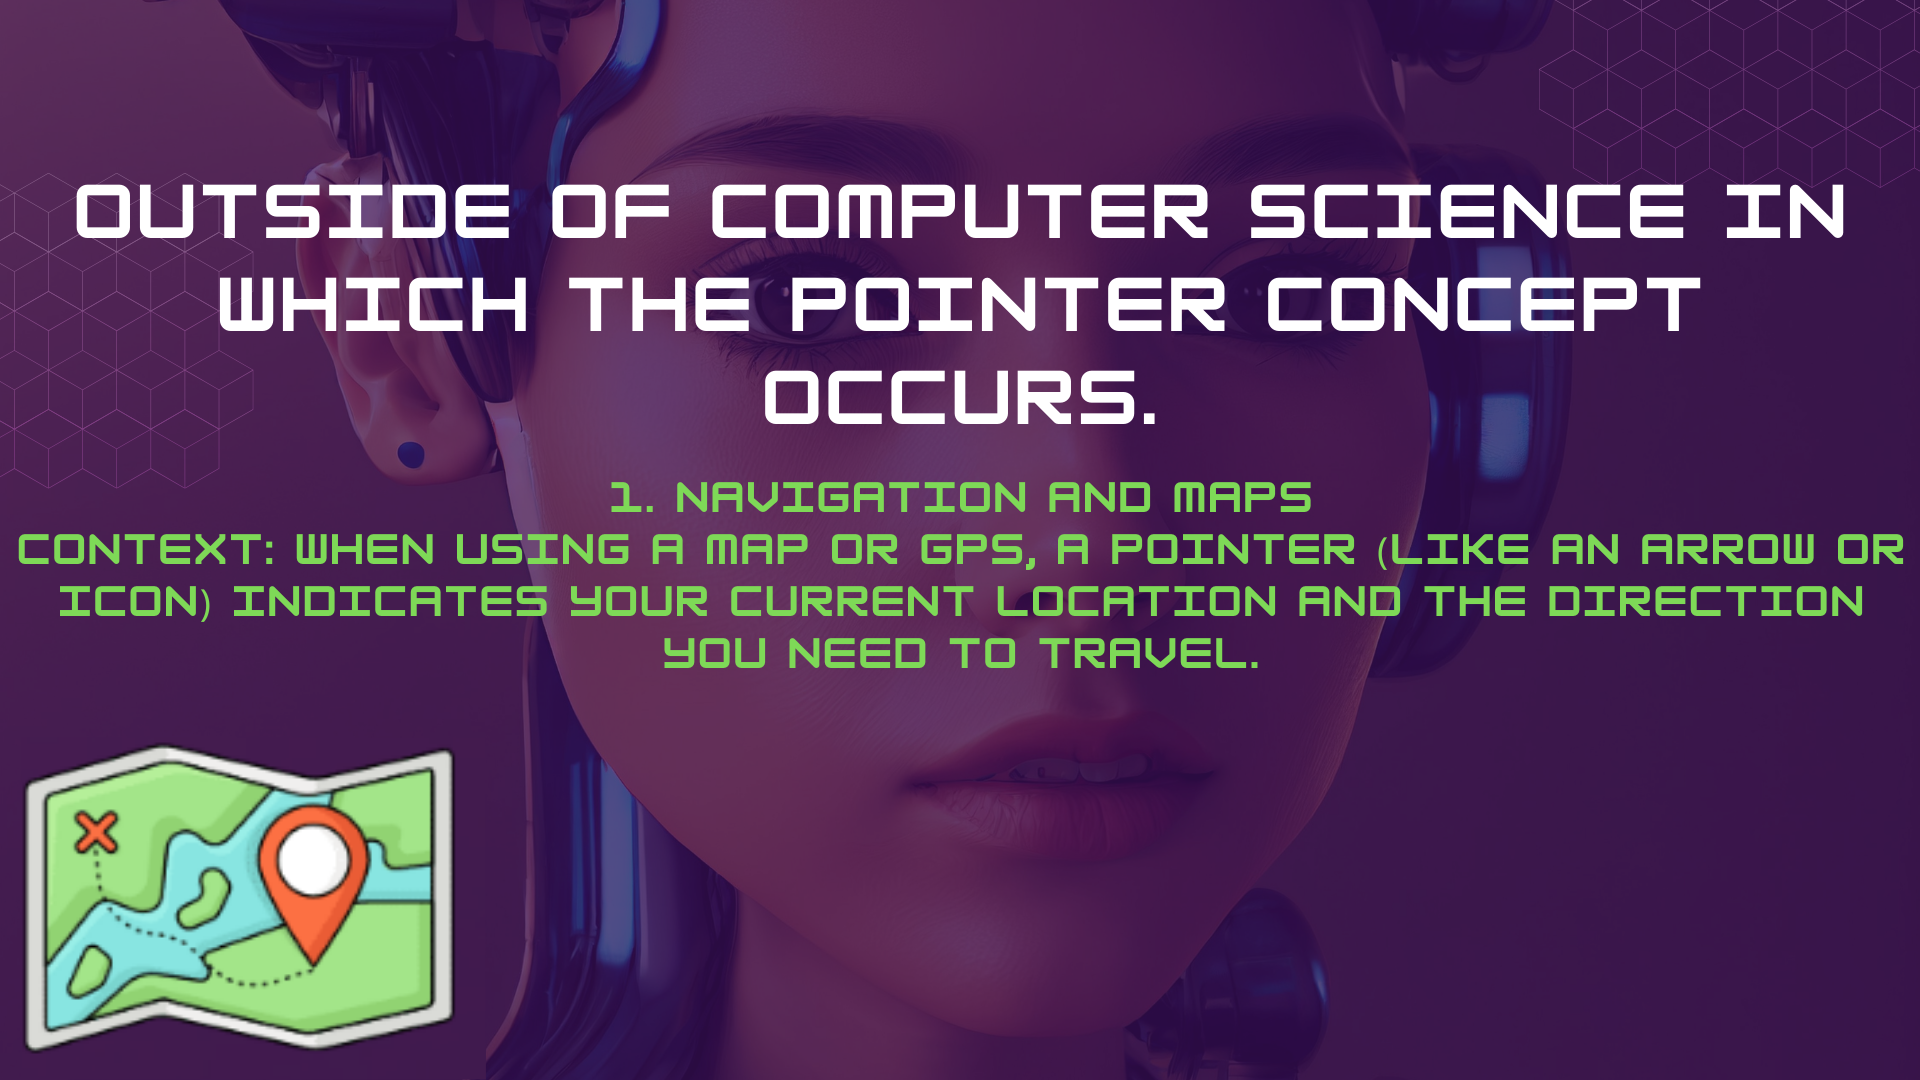 OUTSIDE OF COMPUTER SCIENCE IN
WHICH THE POINTER CONCEPT
OCCURS.
1. NAVIGATION AND MAPS
CONTEXT: WHEN USING A MAP OR GPS, A POINTER (LIKE AN ARROW OR
ICON) INDICATES YOUR CURRENT LOCATION AND THE DIRECTION
YOU NEED TO TRAVEL.